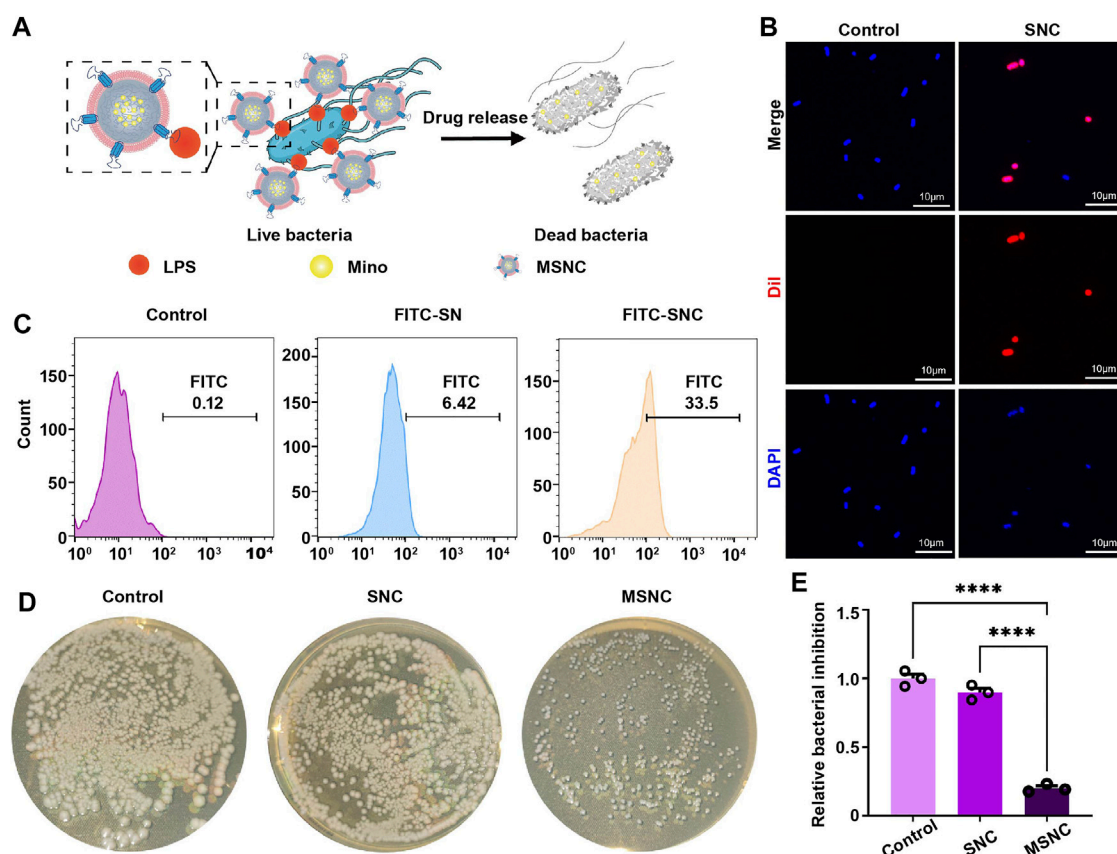 A
Drug release
Live bacteria
Dead bacteria
LPS
Mino
MSNC
B
Control
SNC
Merge
10μm
10μm
DiI
10μm
10μm
DAPI
10μm
10μm
C
Control
FITC-SN
FITC-SNC
Count
150
100
50
0
FITC
0.12
10⁰ 10¹ 10² 10³ 10⁴
200
150
100
50
0
FITC
6.42
10⁰ 10¹ 10² 10³ 10⁴
150
100
50
0
FITC
33.5
10⁰ 10¹ 10² 10³ 10⁴
D
Control
SNC
MSNC
E
Relative bacterial inhibition
1.5
1.0
0.5
0
****
****
Control
SNC
MSNC